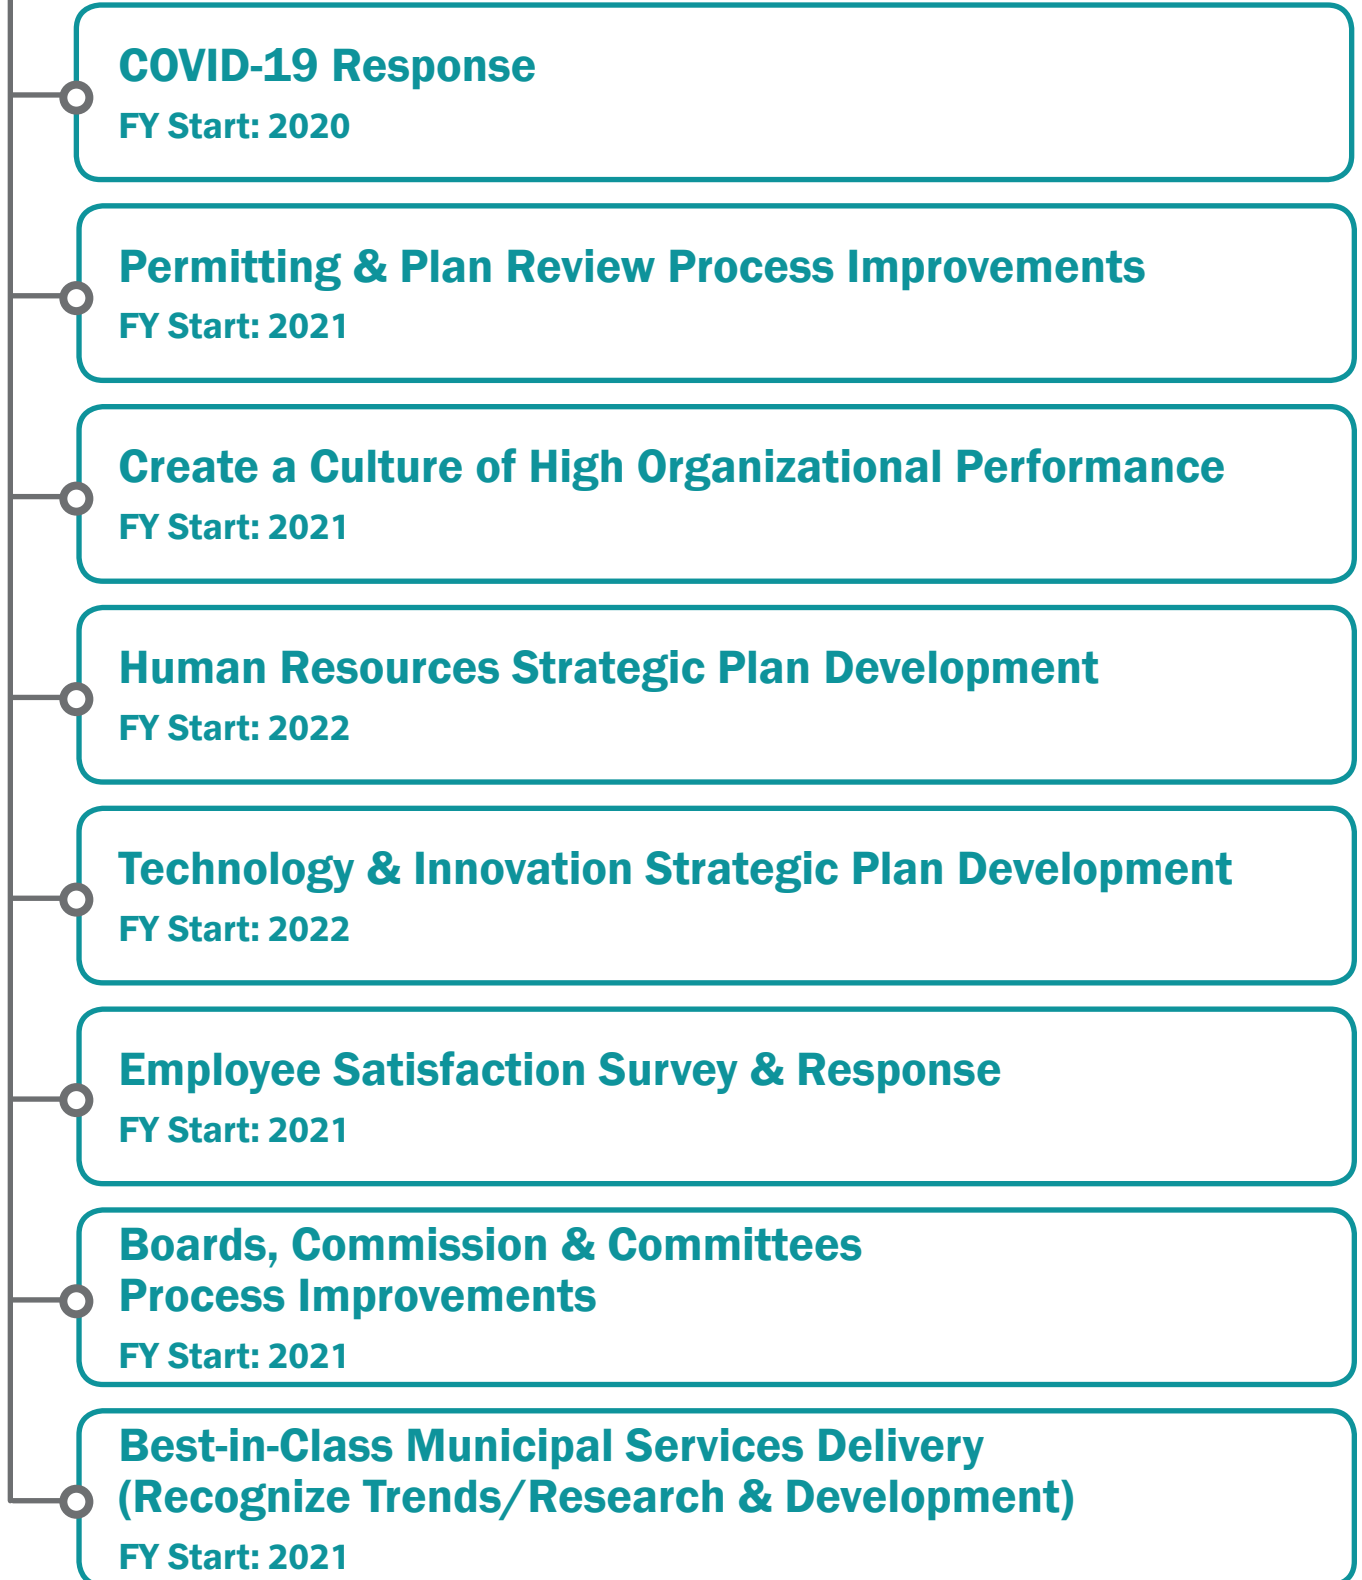 COVID-19 Response
FY Start: 2020
Permitting & Plan Review Process Improvements
FY Start: 2021
Create a Culture of High Organizational Performance
FY Start: 2021
Human Resources Strategic Plan Development
FY Start: 2022
Technology & Innovation Strategic Plan Development
FY Start: 2022
Employee Satisfaction Survey & Response
FY Start: 2021
Boards, Commission & Committees
Process Improvements
FY Start: 2021
Best-in-Class Municipal Services Delivery
(Recognize Trends/Research & Development)
FY Start: 2021